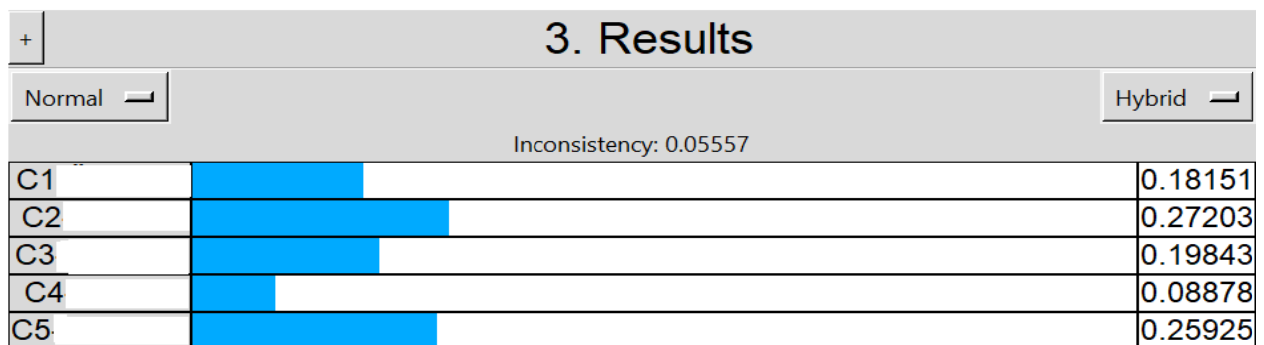 + 3. Results
Normal Hybrid
Inconsistency: 0.05557
C1 0.18151
C2 0.27203
C3 0.19843
C4 0.08878
C5 0.25925